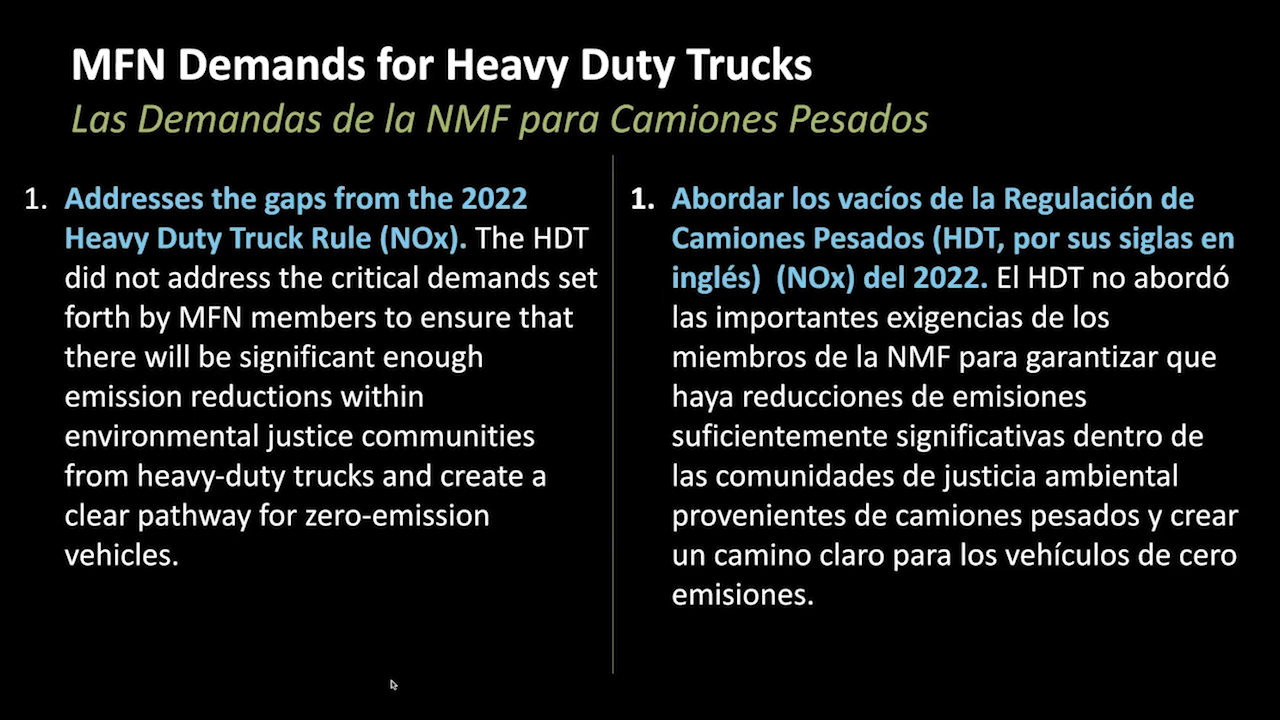 MFN Demands for Heavy Duty Trucks
Las Demandas de la NMF para Camiones Pesados
1. Addresses the gaps from the 2022
Heavy Duty Truck Rule (NOx). The HDT
did not address the critical demands set
forth by MFN members to ensure that
there will be significant enough
emission reductions within
environmental justice communities
from heavy-duty trucks and create a
clear pathway for zero-emission
vehicles.
1. Abordar los vacíos de la Regulación de
Camiones Pesados (HDT, por sus siglas en
inglés)  (NOx) del 2022. El HDT no abordó
las importantes exigencias de los
miembros de la NMF para garantizar que
haya reducciones de emisiones
suficientemente significativas dentro de
las comunidades de justicia ambiental
provenientes de camiones pesados y crear
un camino claro para los vehículos de cero
emisiones.